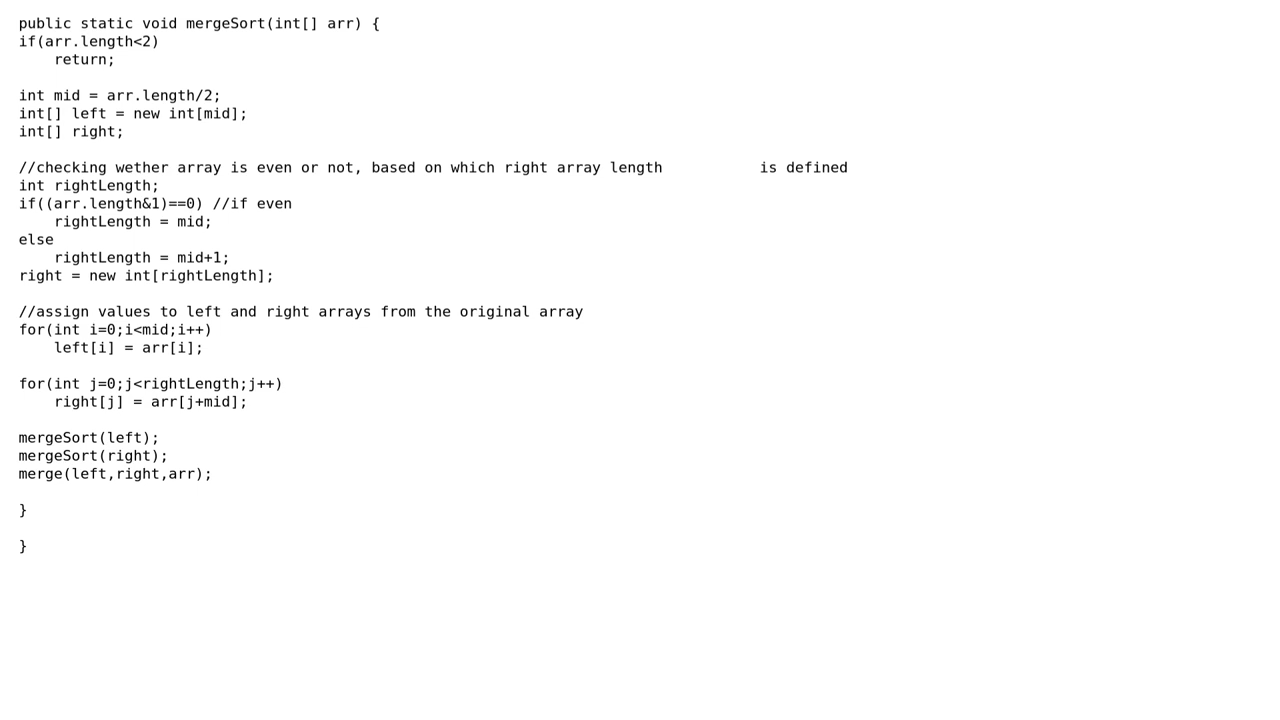 public static void mergeSort(int[] arr) {
if(arr.length<2)
    return;

int mid = arr.length/2;
int[] left = new int[mid];
int[] right;

//checking wether array is even or not, based on which right array length           is defined
int rightLength;
if((arr.length&1)==0) //if even
    rightLength = mid;
else
    rightLength = mid+1;
right = new int[rightLength];

//assign values to left and right arrays from the original array
for(int i=0;i<mid;i++)
    left[i] = arr[i];

for(int j=0;j<rightLength;j++)
    right[j] = arr[j+mid];

mergeSort(left);
mergeSort(right);
merge(left,right,arr);

}

}